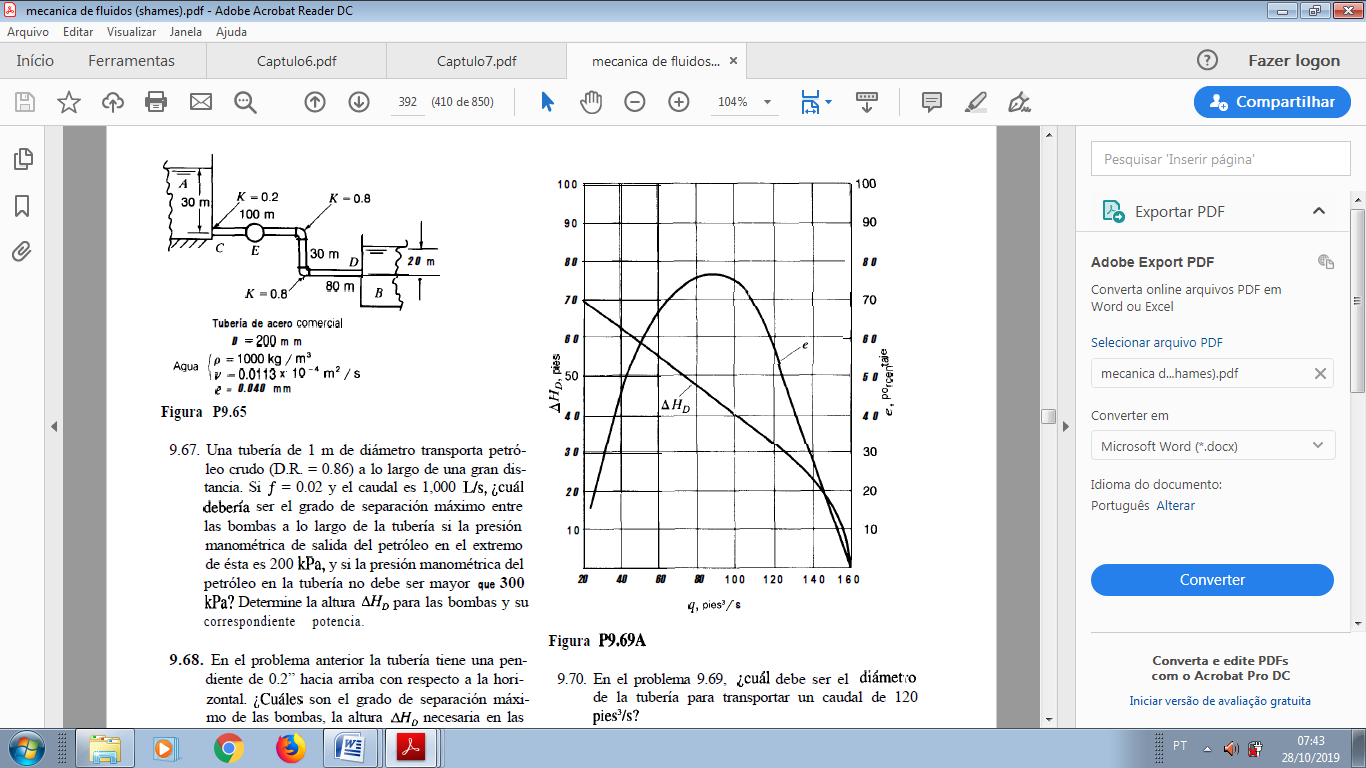 mecanica de fluidos (shames).pdf - Adobe Acrobat Reader DC
Arquivo Editar Visualizar Janela Ajuda
Início Ferramentas Captulo6.pdf Captulo7.pdf mecanica de fluidos... × ? Fazer logon
392 (410 de 850) 104% Compartilhar
A
30 m
K = 0.2
100 m
K = 0.8
C
E
30 m
D
20 m
K = 0.8
80 m
B
Tubería de acero comercial
D = 200 mm
Agua
ρ = 1000 kg / m³
ν = 0.0113 x 10⁻⁴ m² / s
e = 0.040 mm
Figura P9.65
9.67. Una tubería de 1 m de diámetro transporta petró-
leo crudo (D.R. = 0.86) a lo largo de una gran dis-
tancia. Si f = 0.02 y el caudal es 1,000 L/s, ¿cuál
debería ser el grado de separación máximo entre
las bombas a lo largo de la tubería si la presión
manométrica de salida del petróleo en el extremo
de ésta es 200 kPa, y si la presión manométrica del
petróleo en la tubería no debe ser mayor que 300
kPa? Determine la altura ΔH_D para las bombas y su
correspondiente potencia.
9.68. En el problema anterior la tubería tiene una pen-
diente de 0.2" hacia arriba con respecto a la hori-
zontal. ¿Cuáles son el grado de separación máxi-
mo de las bombas, la altura ΔH_D necesaria en las
100
90
80
70
60
50
40
30
20
10
ΔH_D, pies
100
90
80
70
60
50
40
30
20
10
e, porcentaje
e
ΔH_D
20 40 60 80 100 120 140 160
q, pies³/s
Figura P9.69A
9.70. En el problema 9.69, ¿cuál debe ser el diámetro
de la tubería para transportar un caudal de 120
pies³/s?
Pesquisar 'Inserir página'
Exportar PDF
Adobe Export PDF
Converta online arquivos PDF em
Word ou Excel
Selecionar arquivo PDF
mecanica d...hames).pdf
Converter em
Microsoft Word (*.docx)
Idioma do documento:
Português Alterar
Converter
Converta e edite PDFs
com o Acrobat Pro DC
Iniciar versão de avaliação gratuita
PT
07:43
28/10/2019